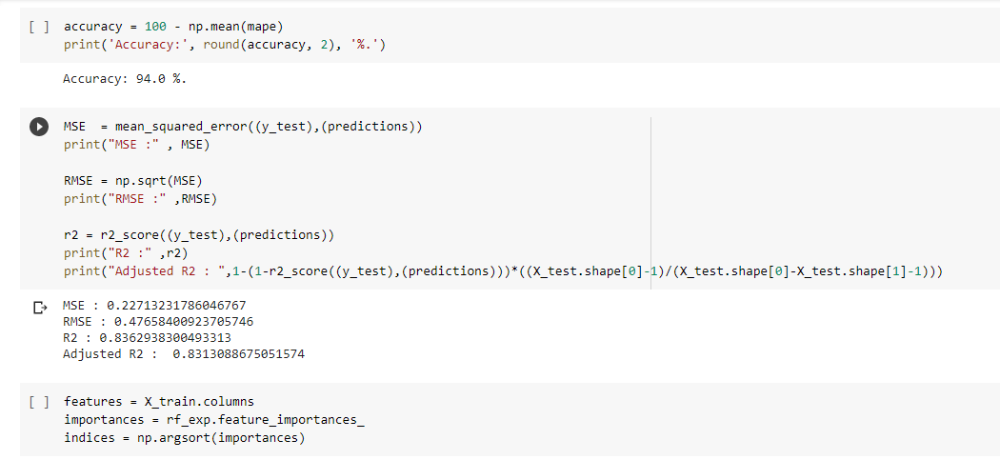 [ ] accuracy = 100 - np.mean(mape)
print('Accuracy:', round(accuracy, 2), '%.')
Accuracy: 94.0 %.
MSE  = mean_squared_error((y_test),(predictions))
print("MSE :" , MSE)
RMSE = np.sqrt(MSE)
print("RMSE :" ,RMSE)
r2 = r2_score((y_test),(predictions))
print("R2 :" ,r2)
print("Adjusted R2 : ",1-(1-r2_score((y_test),(predictions)))*((X_test.shape[0]-1)/(X_test.shape[0]-X_test.shape[1]-1)))
MSE : 0.22713231786046767
RMSE : 0.47658400923705746
R2 : 0.8362938300493313
Adjusted R2 :  0.8313088675051574
[ ] features = X_train.columns
importances = rf_exp.feature_importances_
indices = np.argsort(importances)